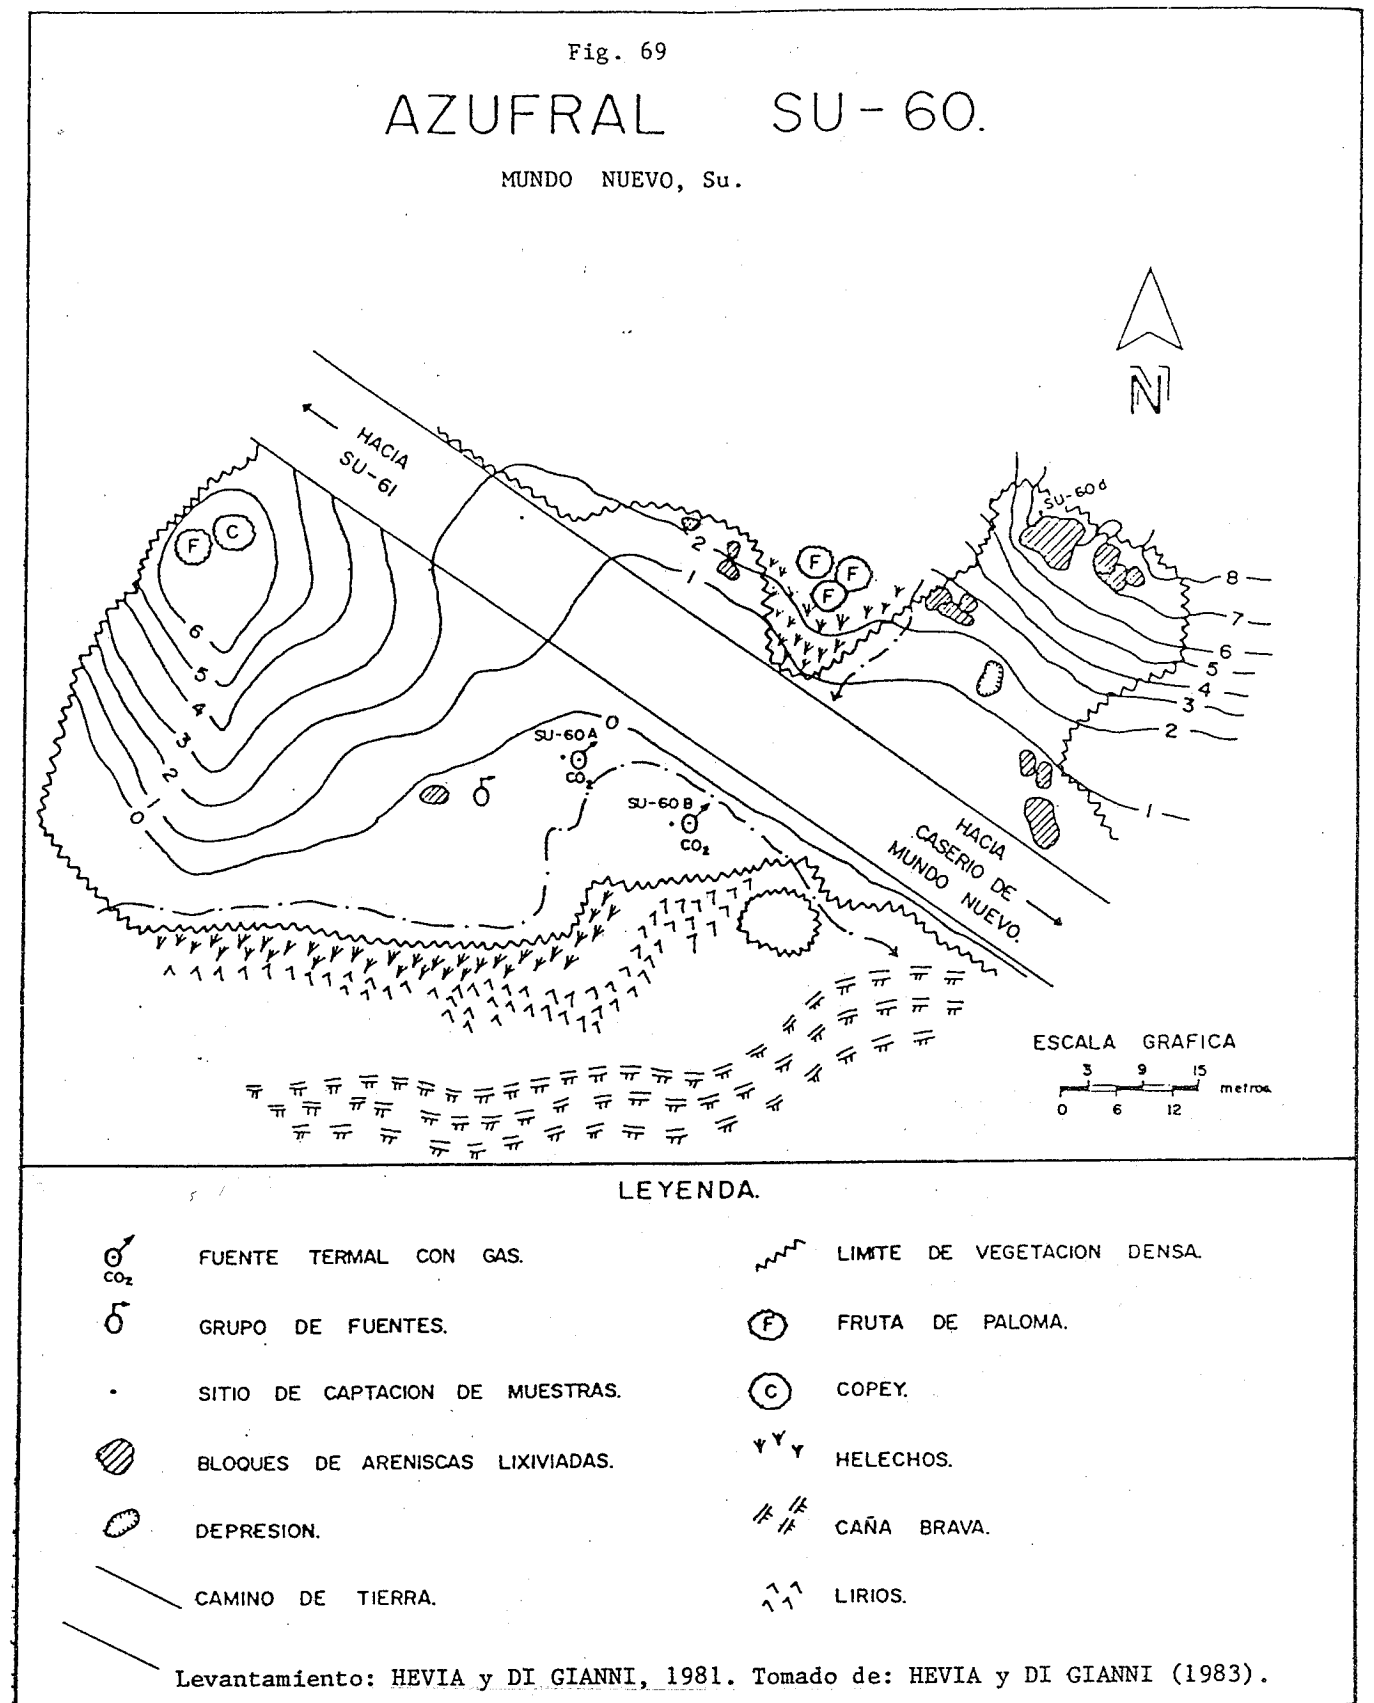 Fig. 69
AZUFRAL SU-60.
MUNDO NUEVO, Su.
N
HACIA
SU-61
SU-60d
F
C
F
F
F
2
1
8
7
6
5
4
3
2
1
6
5
4
3
2
1
0
0
SU-60A
CO2
SU-60B
CO2
HACIA
CASERIO DE
MUNDO NUEVO.
ESCALA GRAFICA
3 9 15
metros
0 6 12
LEYENDA.
CO2 FUENTE TERMAL CON GAS.
GRUPO DE FUENTES.
SITIO DE CAPTACION DE MUESTRAS.
BLOQUES DE ARENISCAS LIXIVIADAS.
DEPRESION.
CAMINO DE TIERRA.
LIMITE DE VEGETACION DENSA.
F FRUTA DE PALOMA.
C COPEY.
HELECHOS.
CAÑA BRAVA.
LIRIOS.
Levantamiento: HEVIA y DI GIANNI, 1981. Tomado de: HEVIA y DI GIANNI (1983).